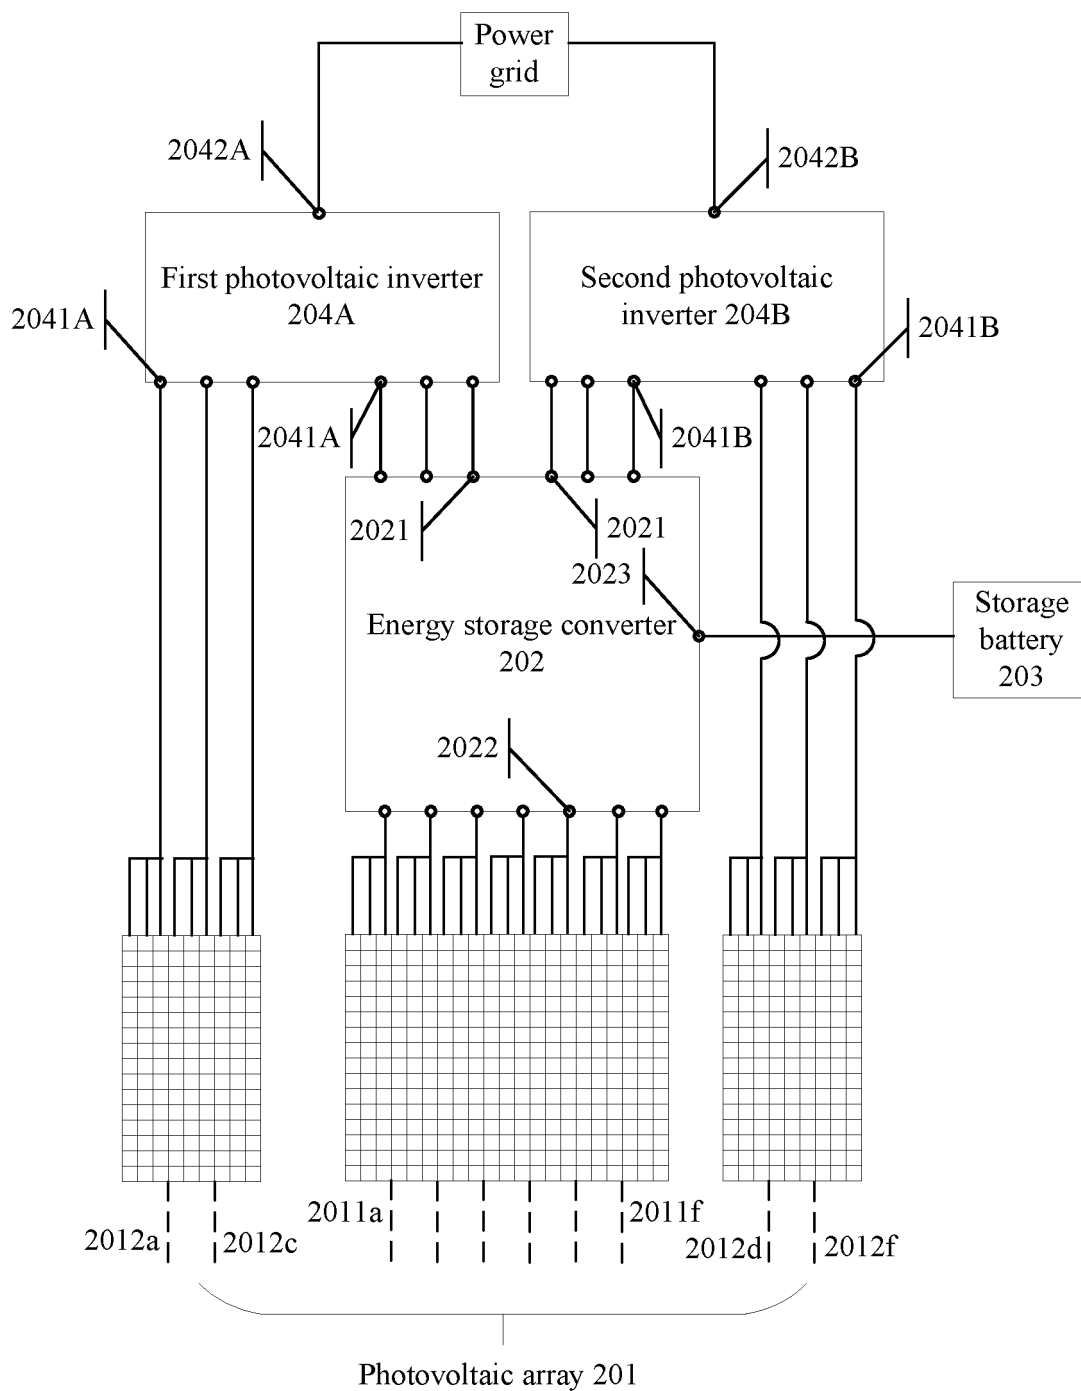 Power
grid
2042A
2042B
First photovoltaic inverter
204A
Second photovoltaic
inverter 204B
2041A
2041B
2041A
2041B
2021
2021
2023
Energy storage converter
202
Storage
battery
203
2022
2011a
2011f
2012a
2012c
2012d
2012f
Photovoltaic array 201